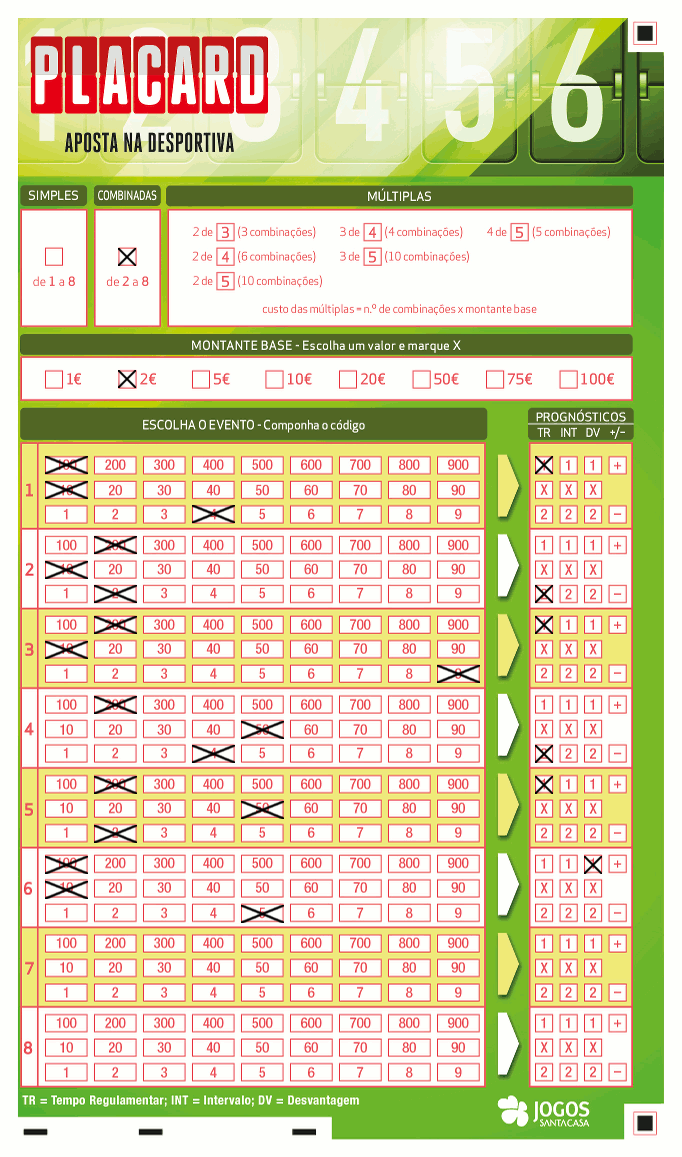 PLACARD
1 2 3 4 5 6
APOSTA NA DESPORTIVA
SIMPLES COMBINADAS MÚLTIPLAS
2 de 3 (3 combinações) 3 de 4 (4 combinações) 4 de 5 (5 combinações)
2 de 4 (6 combinações) 3 de 5 (10 combinações)
2 de 5 (10 combinações)
de 1 a 8 de 2 a 8
custo das múltiplas = n.º de combinações x montante base
MONTANTE BASE - Escolha um valor e marque X
1€ 2€ 5€ 10€ 20€ 50€ 75€ 100€
ESCOLHA O EVENTO - Componha o código PROGNÓSTICOS
TR INT DV +/–
100 200 300 400 500 600 700 800 900 1 1 1 +
1 10 20 30 40 50 60 70 80 90 X X X
1 2 3 4 5 6 7 8 9 2 2 2 –
100 200 300 400 500 600 700 800 900 1 1 1 +
2 10 20 30 40 50 60 70 80 90 X X X
1 2 3 4 5 6 7 8 9 2 2 2 –
100 200 300 400 500 600 700 800 900 1 1 1 +
3 10 20 30 40 50 60 70 80 90 X X X
1 2 3 4 5 6 7 8 9 2 2 2 –
100 200 300 400 500 600 700 800 900 1 1 1 +
4 10 20 30 40 50 60 70 80 90 X X X
1 2 3 4 5 6 7 8 9 2 2 2 –
100 200 300 400 500 600 700 800 900 1 1 1 +
5 10 20 30 40 50 60 70 80 90 X X X
1 2 3 4 5 6 7 8 9 2 2 2 –
100 200 300 400 500 600 700 800 900 1 1 1 +
6 10 20 30 40 50 60 70 80 90 X X X
1 2 3 4 5 6 7 8 9 2 2 2 –
100 200 300 400 500 600 700 800 900 1 1 1 +
7 10 20 30 40 50 60 70 80 90 X X X
1 2 3 4 5 6 7 8 9 2 2 2 –
100 200 300 400 500 600 700 800 900 1 1 1 +
8 10 20 30 40 50 60 70 80 90 X X X
1 2 3 4 5 6 7 8 9 2 2 2 –
TR = Tempo Regulamentar; INT = Intervalo; DV = Desvantagem
JOGOS
SANTACASA